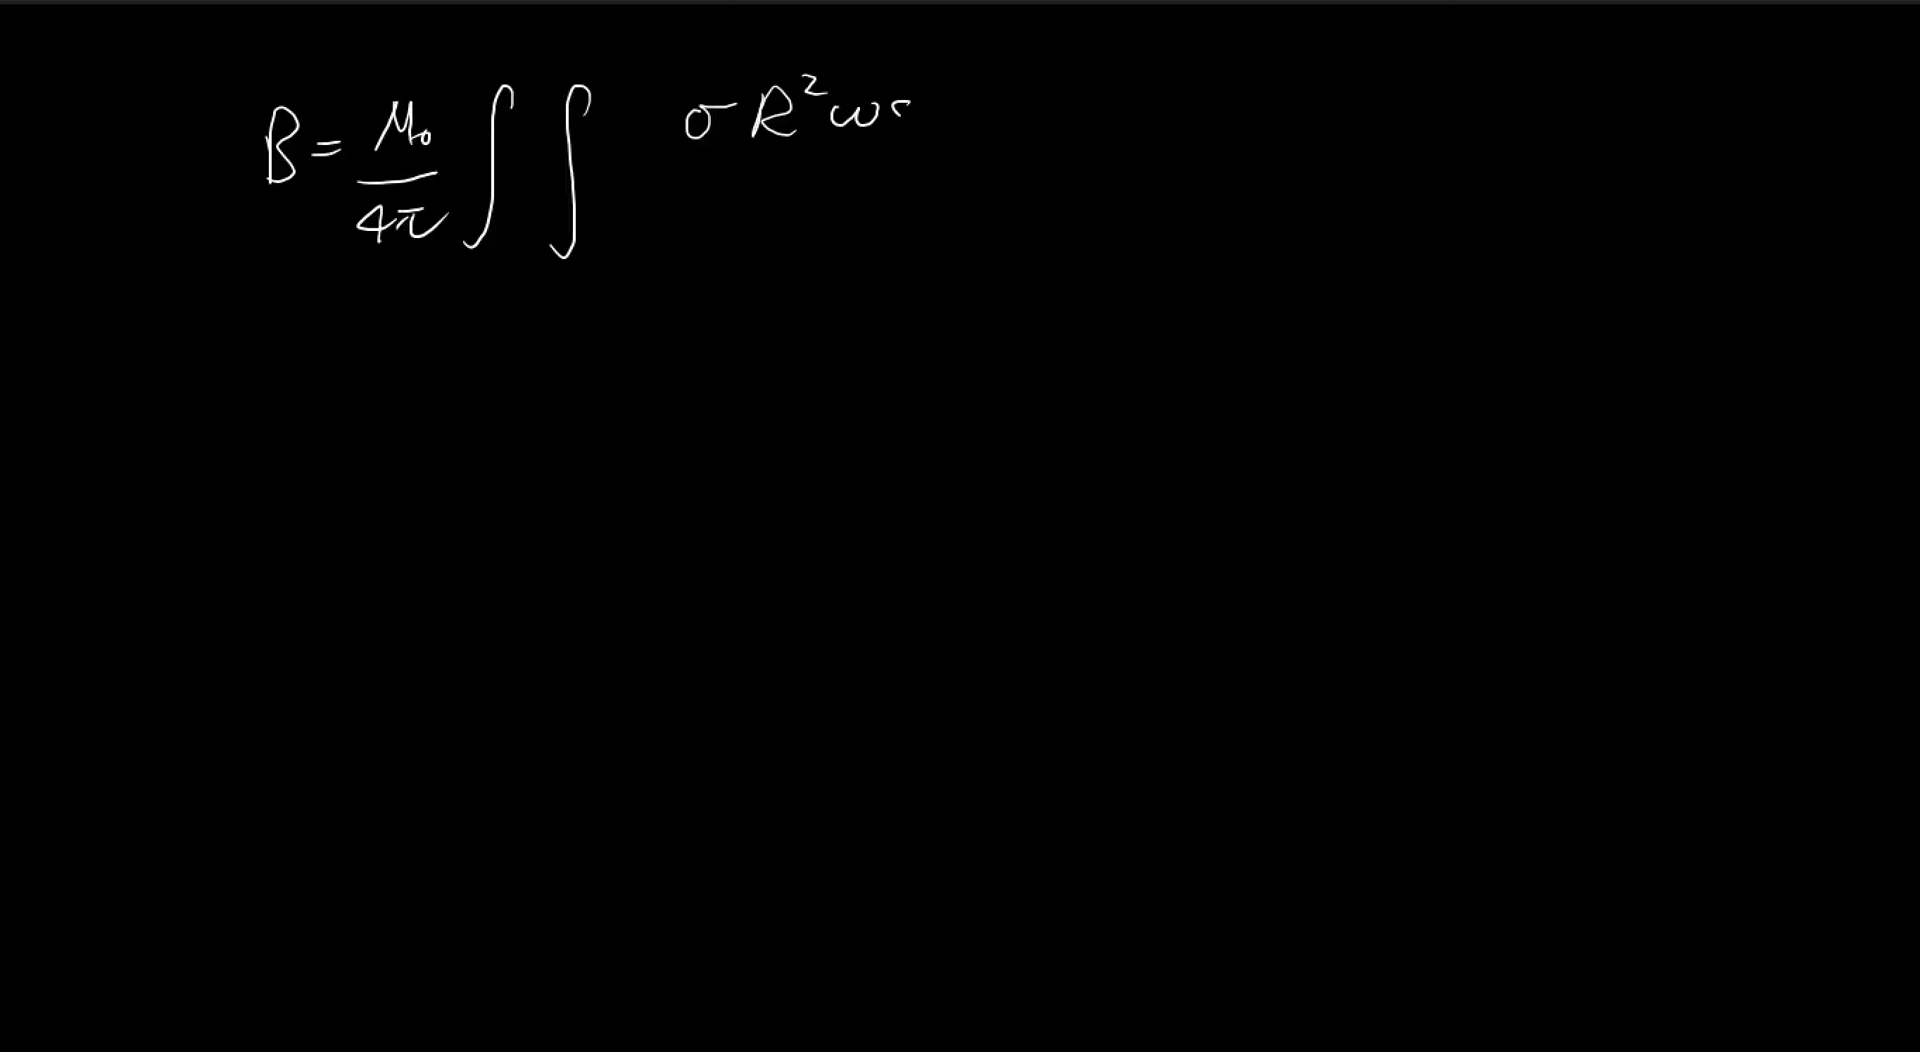 B = μ₀/4π ∫ ∫ σ R² ω